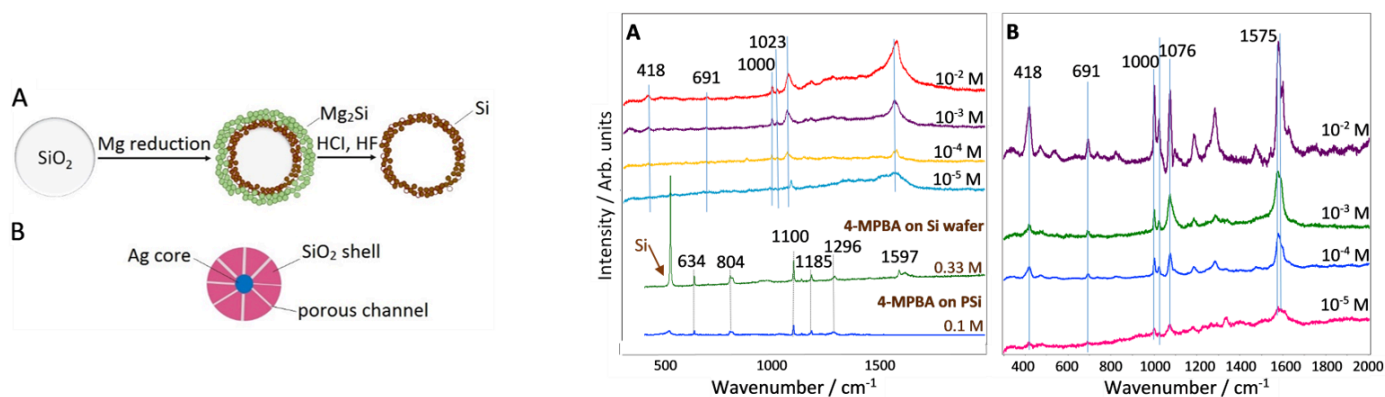 A
SiO₂
Mg reduction
Mg₂Si
HCl, HF
Si
B
Ag core
SiO₂ shell
porous channel
A
Intensity / Arb. units
418
691
1000
1023
10⁻² M
10⁻³ M
10⁻⁴ M
10⁻⁵ M
4-MPBA on Si wafer
Si
634
804
1100
1185
1296
1597
0.33 M
4-MPBA on PSi
0.1 M
500 1000 1500
Wavenumber / cm⁻¹
B
418
691
1000
1076
1575
10⁻² M
10⁻³ M
10⁻⁴ M
10⁻⁵ M
400 600 800 1000 1200 1400 1600 1800 2000
Wavenumber / cm⁻¹